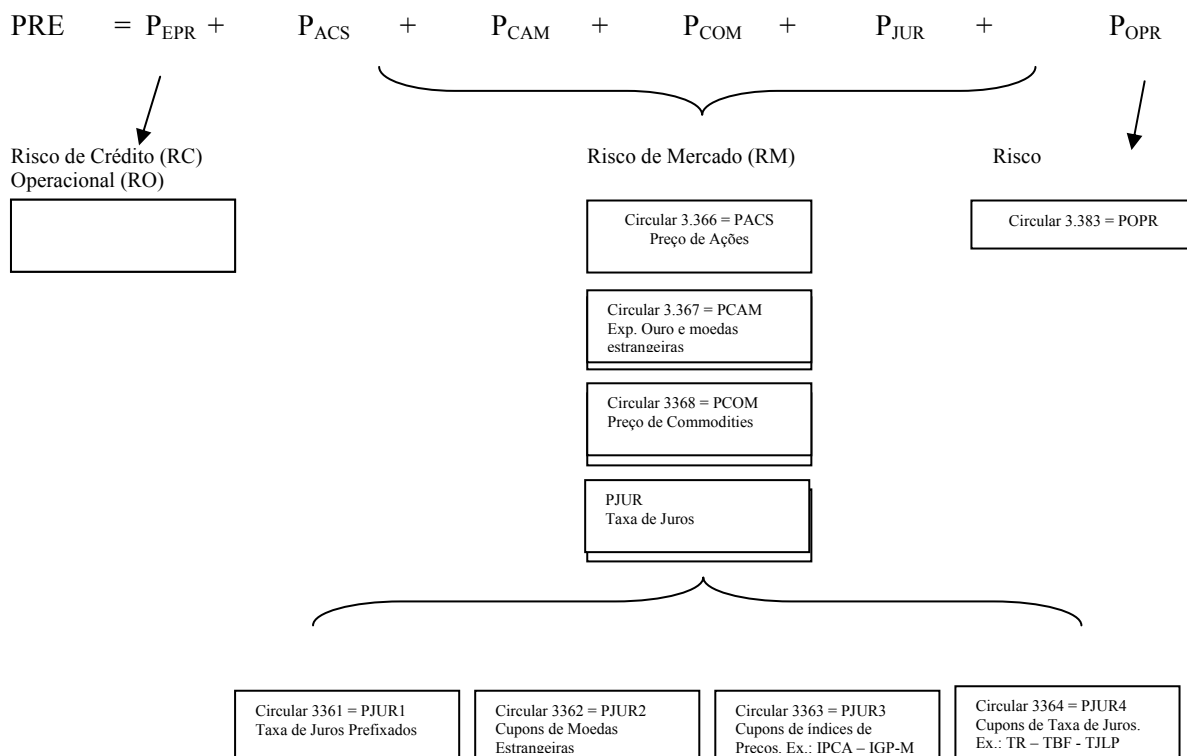 PRE = PEPR + PACS + PCAM + PCOM + PJUR + POPR
Risco de Crédito (RC) Risco de Mercado (RM) Risco
Operacional (RO)
Circular 3.366 = PACS
Preço de Ações
Circular 3.383 = POPR
Circular 3.367 = PCAM
Exp. Ouro e moedas
estrangeiras
Circular 3368 = PCOM
Preço de Commodities
PJUR
Taxa de Juros
Circular 3361 = PJUR1
Taxa de Juros Prefixados
Circular 3362 = PJUR2
Cupons de Moedas
Estrangeiras
Circular 3363 = PJUR3
Cupons de índices de
Preços. Ex.: IPCA – IGP-M
Circular 3364 = PJUR4
Cupons de Taxa de Juros.
Ex.: TR – TBF - TJLP